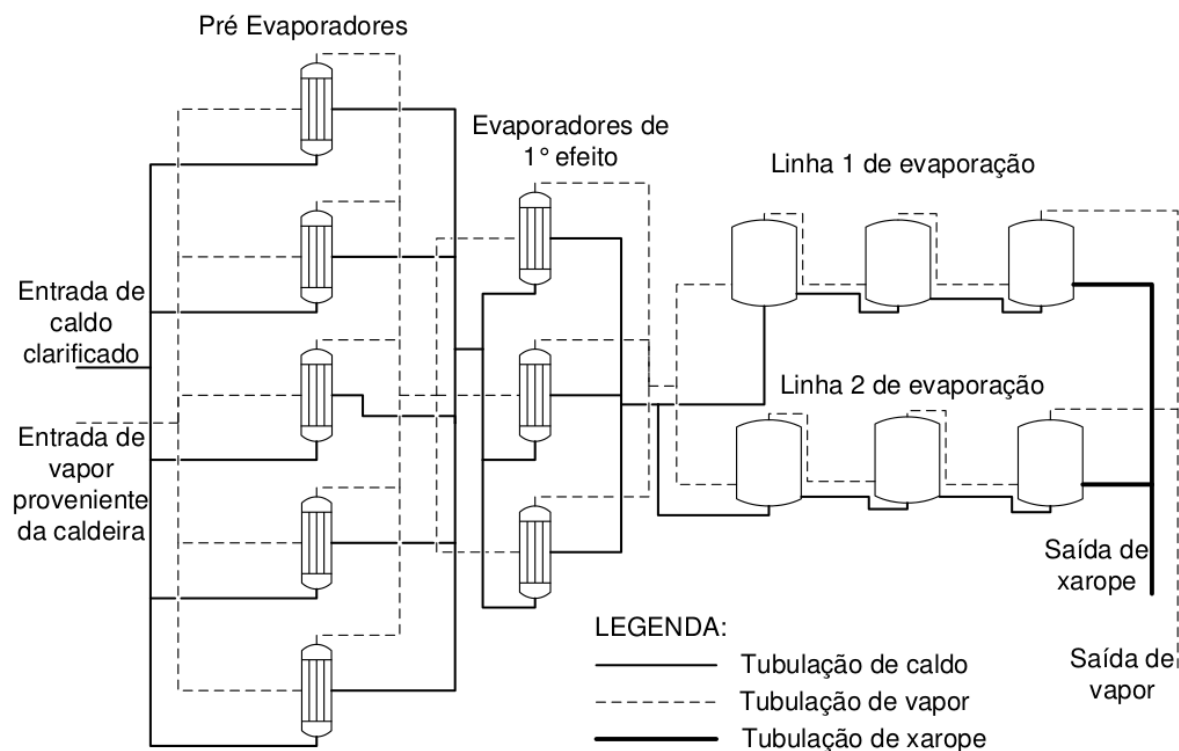 Pré Evaporadores
Evaporadores de
1° efeito
Linha 1 de evaporação
Entrada de
caldo
clarificado
Linha 2 de evaporação
Entrada de
vapor
proveniente
da caldeira
Saída de
xarope
LEGENDA:
Tubulação de caldo
Tubulação de vapor
Tubulação de xarope
Saída de
vapor